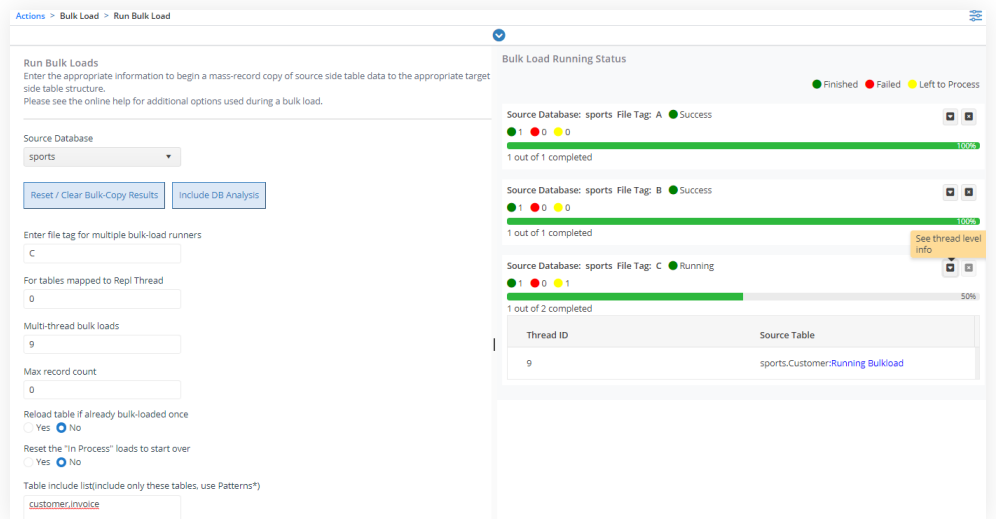 Actions > Bulk Load > Run Bulk Load
Run Bulk Loads
Enter the appropriate information to begin a mass-record copy of source side table data to the appropriate target
side table structure.
Please see the online help for additional options used during a bulk load.
Source Database
sports
Reset / Clear Bulk-Copy Results
Include DB Analysis
Enter file tag for multiple bulk-load runners
C
For tables mapped to Repl Thread
0
Multi-thread bulk loads
9
Max record count
0
Reload table if already bulk-loaded once
Yes No
Reset the "In Process" loads to start over
Yes No
Table include list(include only these tables, use Patterns*)
customer,invoice
Bulk Load Running Status
Finished Failed Left to Process
Source Database: sports File Tag: A Success
1 0 0
100%
1 out of 1 completed
Source Database: sports File Tag: B Success
1 0 0
100%
1 out of 1 completed
See thread level
info
Source Database: sports File Tag: C Running
1 0 1
50%
1 out of 2 completed
Thread ID Source Table
9 sports.Customer:Running Bulkload